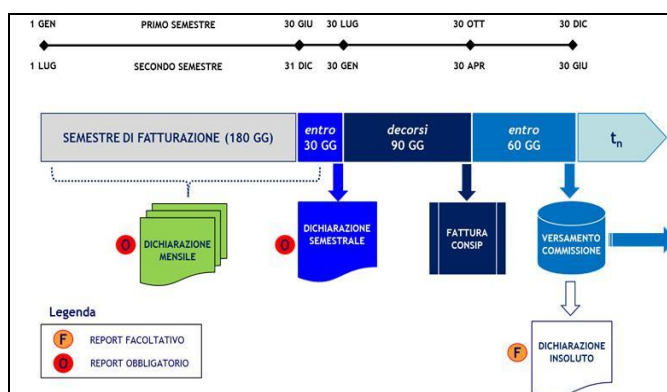 1 GEN PRIMO SEMESTRE 30 GIU 30 LUG 30 OTT 30 DIC
1 LUG SECONDO SEMESTRE 31 DIC 30 GEN 30 APR 30 GIU
SEMESTRE DI FATTURAZIONE (180 GG)
entro
30 GG
decorsi
90 GG
entro
60 GG
tn
O
DICHIARAZIONE
MENSILE
O
DICHIARAZIONE
SEMESTRALE
FATTURA
CONSIP
VERSAMENTO
COMMISSIONE
Legenda
F REPORT FACOLTATIVO
O REPORT OBBLIGATORIO
F
DICHIARAZIONE
INSOLUTO